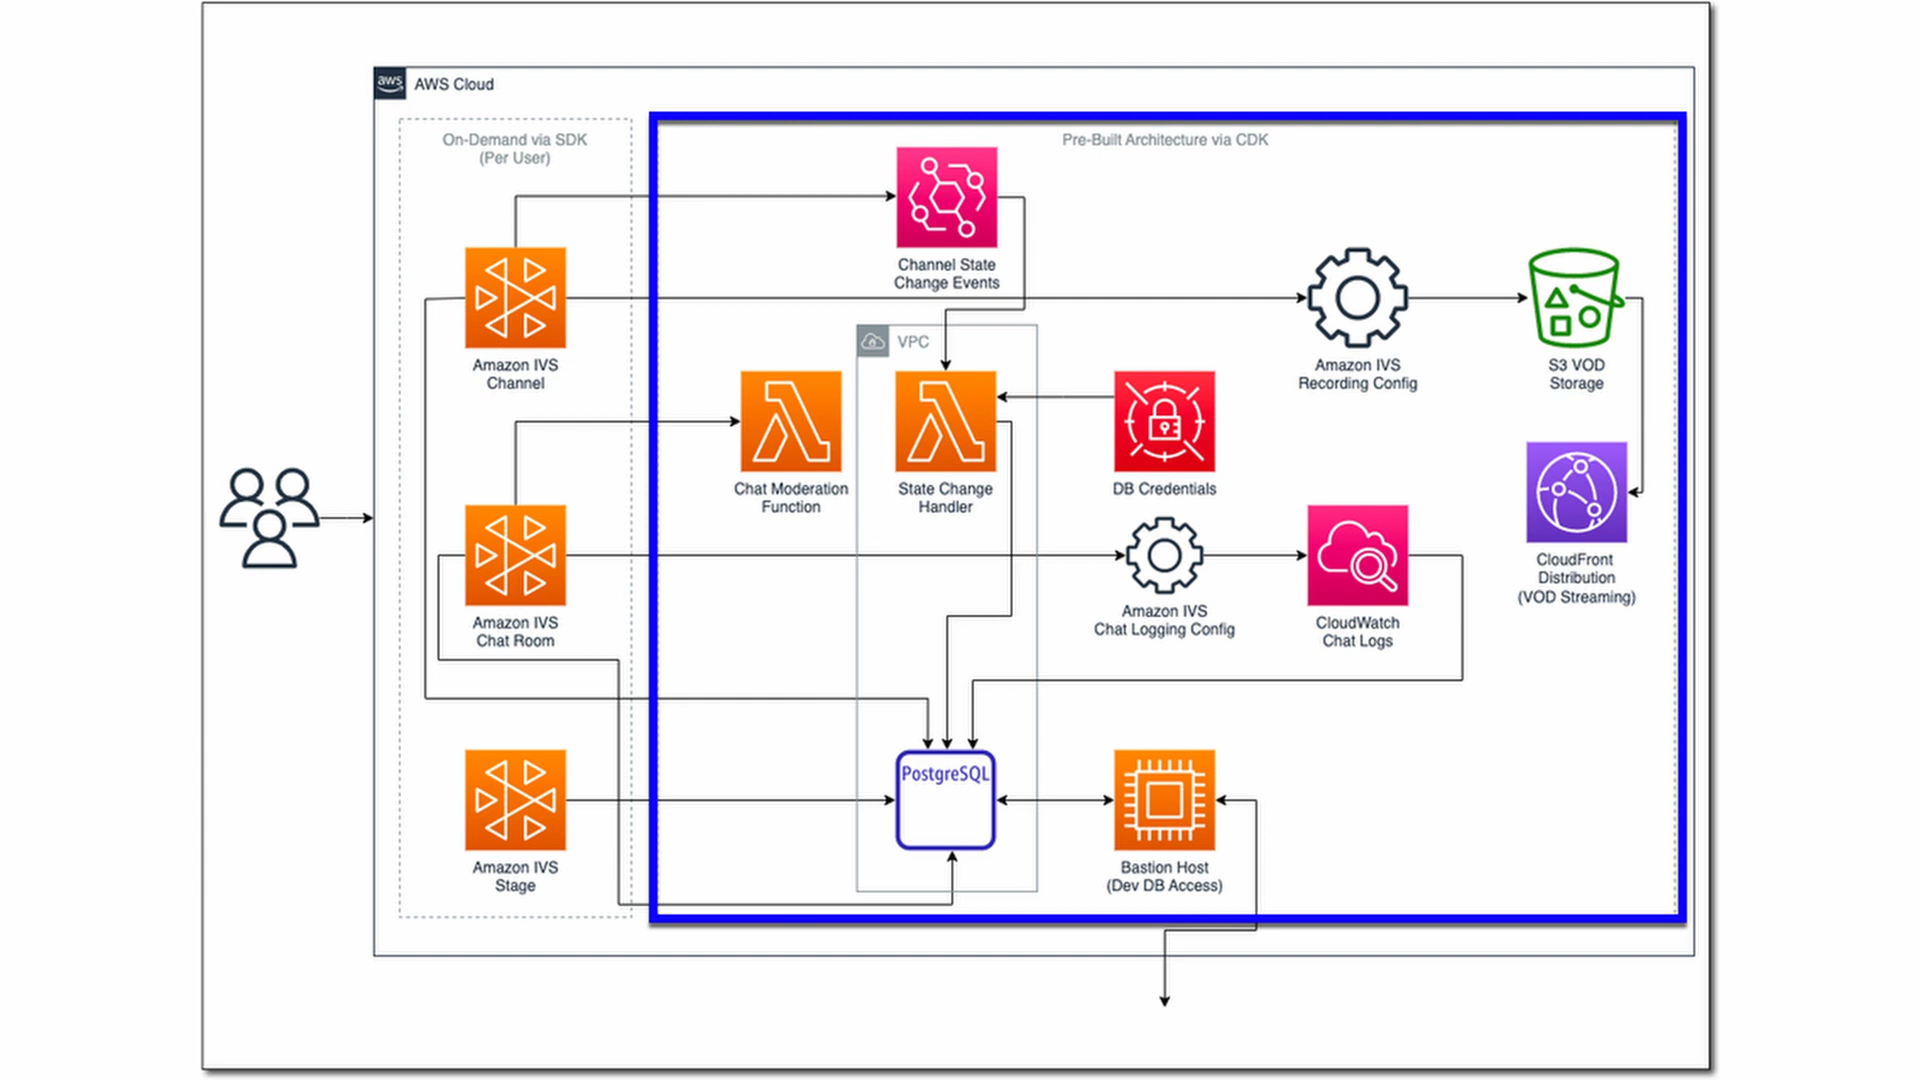 aws
AWS Cloud
On-Demand via SDK
(Per User)
Pre-Built Architecture via CDK
Channel State
Change Events
Amazon IVS
Channel
VPC
Amazon IVS
Recording Config
S3 VOD
Storage
Chat Moderation
Function
State Change
Handler
DB Credentials
CloudFront
Distribution
(VOD Streaming)
Amazon IVS
Chat Room
Amazon IVS
Chat Logging Config
CloudWatch
Chat Logs
PostgreSQL
Amazon IVS
Stage
Bastion Host
(Dev DB Access)